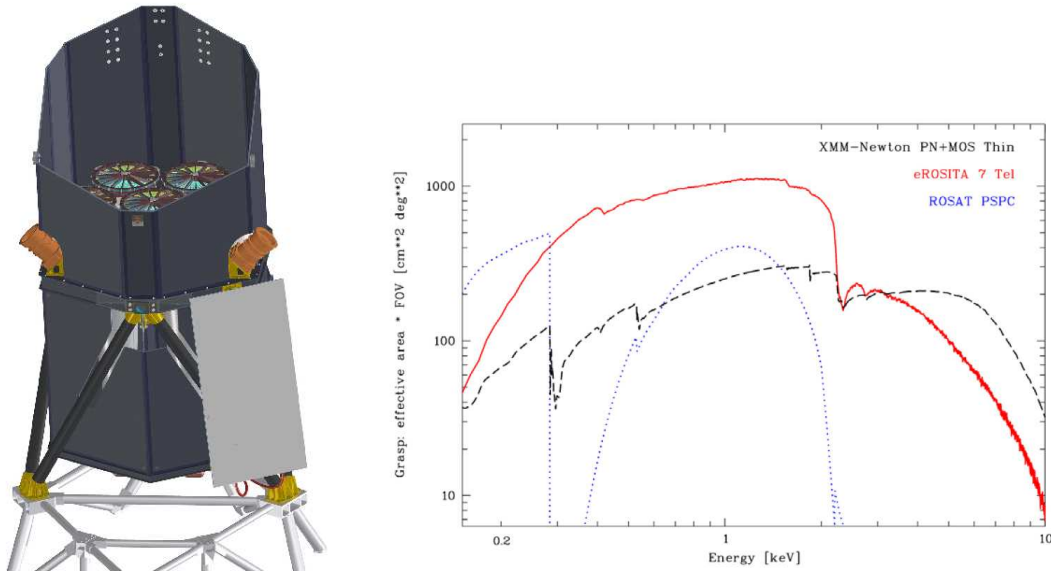 XMM-Newton PN+MOS Thin
eROSITA 7 Tel
ROSAT PSPC
Grasp: effective area * FOV [cm**2 deg**2]
1000
100
10
0.2
1
10
Energy [keV]